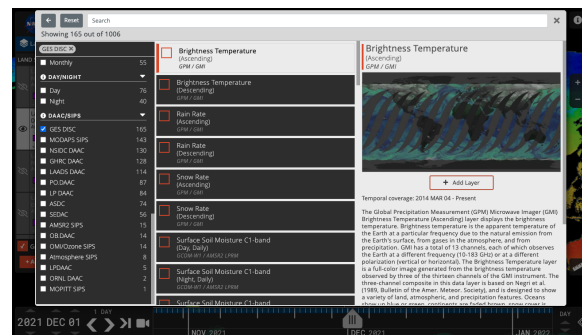 Reset
Search
Showing 165 out of 1006
GES DISC
Monthly 55
DAY/NIGHT
Day 76
Night 40
DAAC/SIPS
GES DISC 165
MODAPS SIPS 143
NSIDC DAAC 130
GHRC DAAC 128
LAADS DAAC 114
PO.DAAC 87
LP DAAC 84
ASDC 74
SEDAC 56
AMSR2 SIPS 15
OB.DAAC 14
OMI/Ozone SIPS 14
Atmosphere SIPS 8
LPDAAC 5
ORNL DAAC 2
MOPITT SIPS 1
Brightness Temperature
(Ascending)
GPM / GMI
Brightness Temperature
(Descending)
GPM / GMI
Rain Rate
(Ascending)
GPM / GMI
Rain Rate
(Descending)
GPM / GMI
Snow Rate
(Ascending)
GPM / GMI
Snow Rate
(Descending)
GPM / GMI
Surface Soil Moisture C1-band
(Day, Daily)
GCOM-W1 / AMSR2 LPRM
Surface Soil Moisture C1-band
(Night, Daily)
GCOM-W1 / AMSR2 LPRM
Surface Soil Moisture C2-band
Brightness Temperature
(Ascending)
GPM / GMI
+ Add Layer
Temporal coverage: 2014 MAR 04 - Present
The Global Precipitation Measurement (GPM) Microwave Imager (GMI)
Brightness Temperature (Ascending) layer displays the brightness
temperature. Brightness temperature is the apparent temperature of
the Earth at a particular frequency due to the natural emission from
the Earth's surface, from gases in the atmosphere, and from
precipitation. GMI has a total of 13 channels, each of which observes
the Earth at a different frequency (10-183 GHz) or at a different
polarization (vertical or horizontal). The Brightness Temperature layer
is a full-color image generated from the brightness temperature
observed by three of the thirteen channels of the GMI instrument. The
three-channel composite in this data layer is based on Negri et al.
(1989, Bulletin of the Amer. Meteor. Society), and is designed to show
a variety of land, atmospheric, and precipitation features. Oceans
show up blue or green, continents are faded brown, snow cover is
1 DAY
2021 DEC 01
NOV 2021
DEC 2021
JAN 2022
DAY